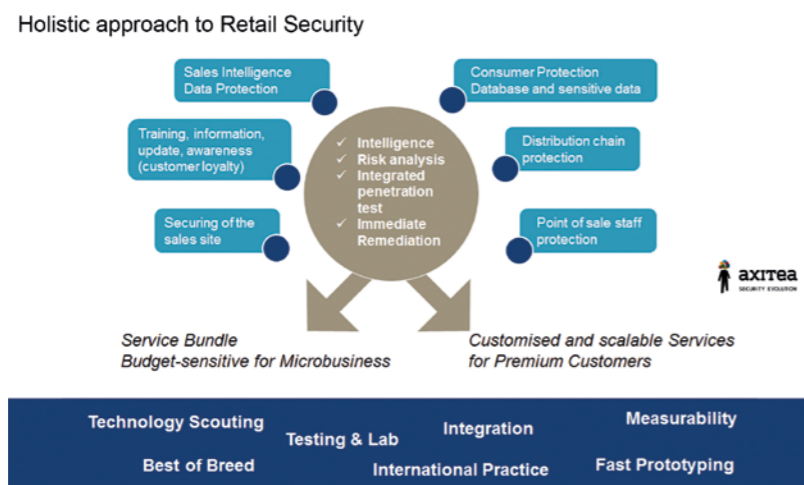 Holistic approach to Retail Security
Sales Intelligence
Data Protection
Consumer Protection
Database and sensitive data
Training, information,
update, awareness
(customer loyalty)
✓ Intelligence
✓ Risk analysis
✓ Integrated
penetration
test
✓ Immediate
Remediation
Distribution chain
protection
Securing of the
sales site
Point of sale staff
protection
axitea
SECURITY EVOLUTION
Service Bundle
Budget-sensitive for Microbusiness
Customised and scalable Services
for Premium Customers
Technology Scouting
Testing & Lab
Integration
Measurability
Best of Breed
International Practice
Fast Prototyping